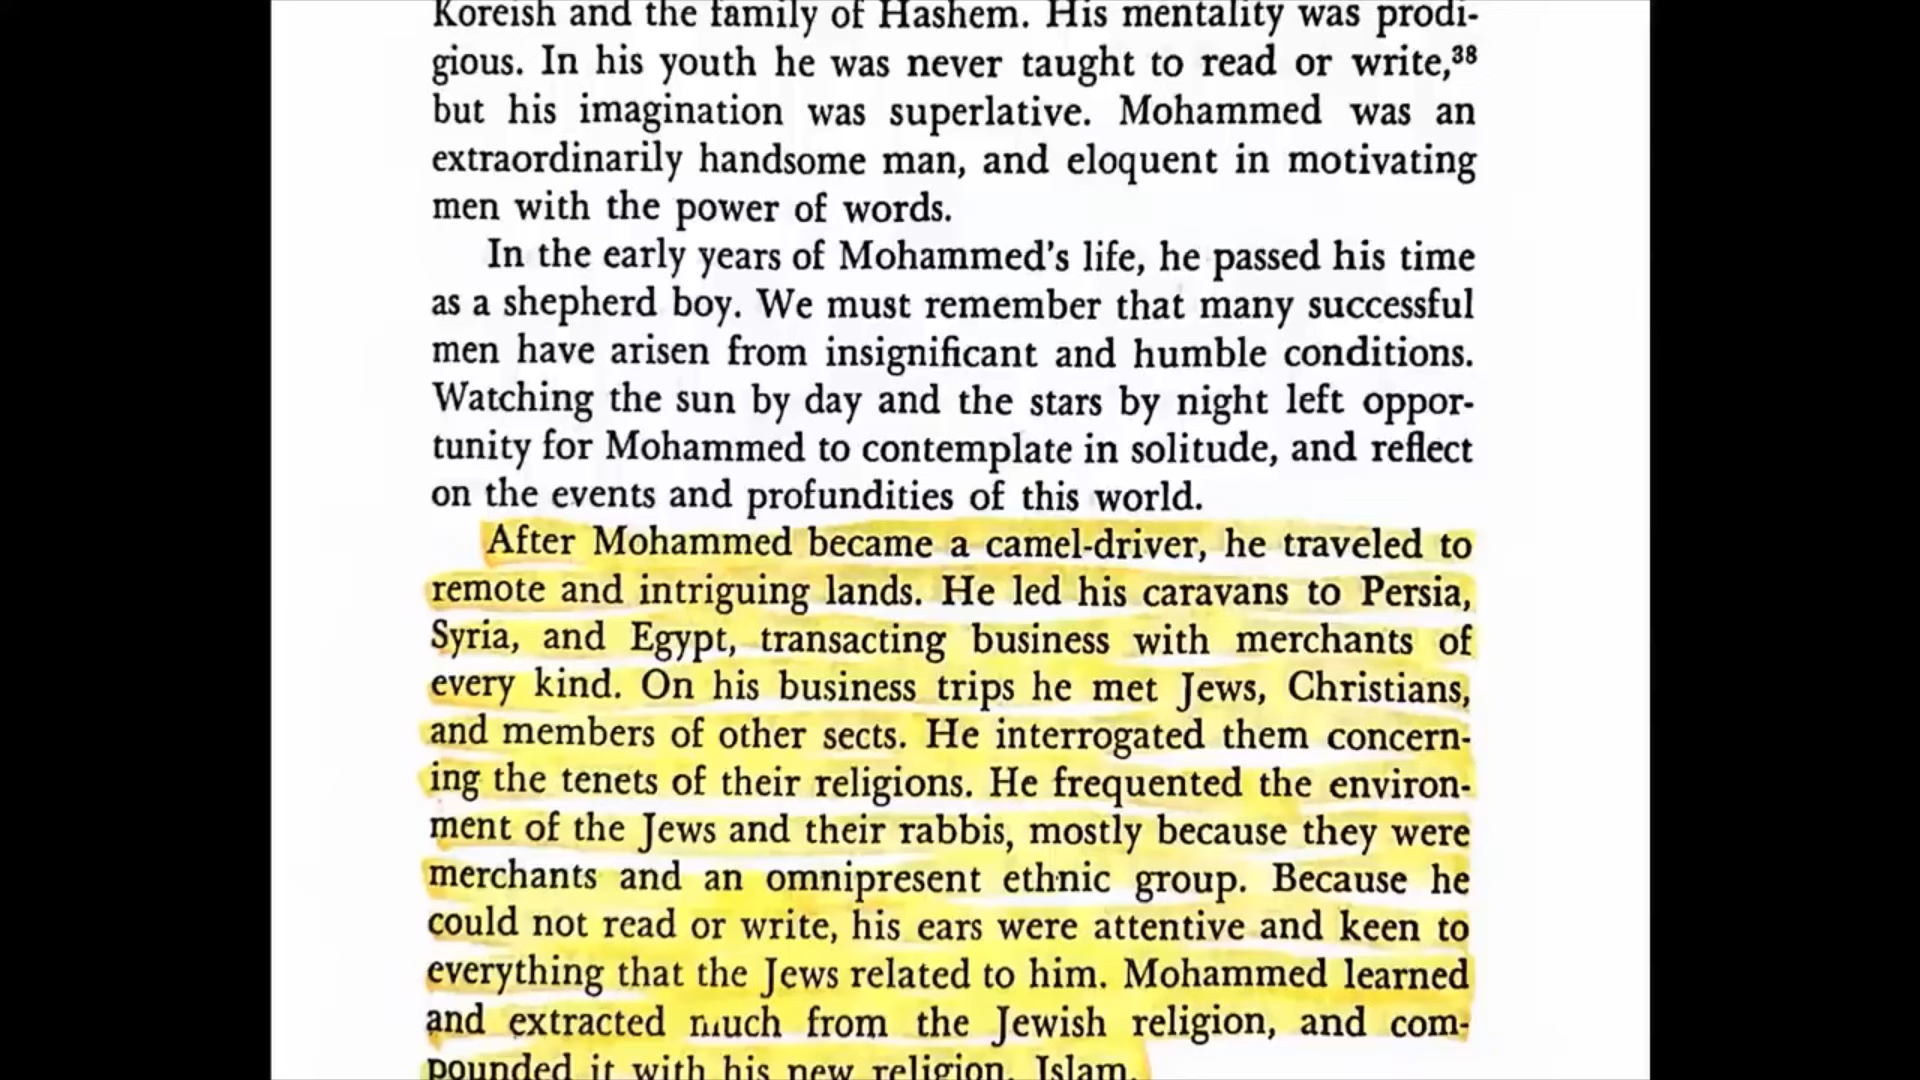 Koreish and the family of Hashem. His mentality was prodi-
gious. In his youth he was never taught to read or write,³⁸
but his imagination was superlative. Mohammed was an
extraordinarily handsome man, and eloquent in motivating
men with the power of words.
In the early years of Mohammed's life, he passed his time
as a shepherd boy. We must remember that many successful
men have arisen from insignificant and humble conditions.
Watching the sun by day and the stars by night left oppor-
tunity for Mohammed to contemplate in solitude, and reflect
on the events and profundities of this world.
After Mohammed became a camel-driver, he traveled to
remote and intriguing lands. He led his caravans to Persia,
Syria, and Egypt, transacting business with merchants of
every kind. On his business trips he met Jews, Christians,
and members of other sects. He interrogated them concern-
ing the tenets of their religions. He frequented the environ-
ment of the Jews and their rabbis, mostly because they were
merchants and an omnipresent ethnic group. Because he
could not read or write, his ears were attentive and keen to
everything that the Jews related to him. Mohammed learned
and extracted much from the Jewish religion, and com-
pounded it with his new religion, Islam.